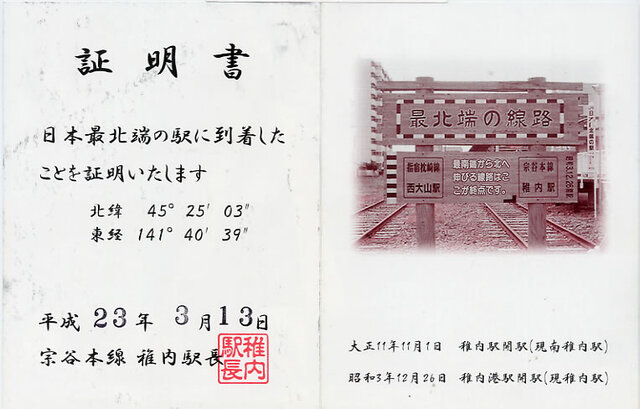 証明書
日本最北端の駅に到着した
ことを証明いたします
北緯 45° 25′ 03″
東経 141° 40′ 39″
平成 23年 3月13日
宗谷本線 稚内駅長
稚内
駅長
最北端の線路
指宿枕崎線
西大山駅
最南端から北へ
伸びる線路はこ
こが終点です。
宗谷本線
稚内駅
大正11年11月1日 稚内駅開駅(現南稚内駅)
昭和3年12月26日 稚内港駅開駅(現稚内駅)